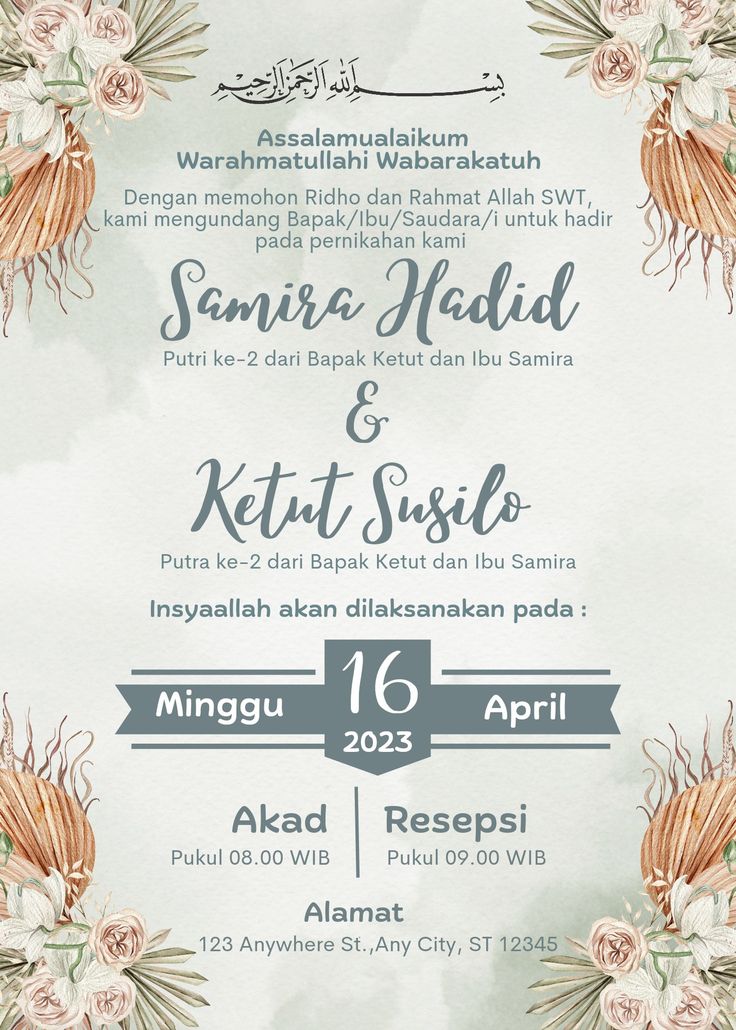 بِسْمِ اللهِ الرَّحْمٰنِ الرَّحِيْمِ
Assalamualaikum
Warahmatullahi Wabarakatuh
Dengan memohon Ridho dan Rahmat Allah SWT,
kami mengundang Bapak/Ibu/Saudara/i untuk hadir
pada pernikahan kami
Samira Hadid
Putri ke-2 dari Bapak Ketut dan Ibu Samira
&
Ketut Susilo
Putra ke-2 dari Bapak Ketut dan Ibu Samira
Insyaallah akan dilaksanakan pada :
Minggu 16 April
2023
Akad Resepsi
Pukul 08.00 WIB Pukul 09.00 WIB
Alamat
123 Anywhere St.,Any City, ST 12345